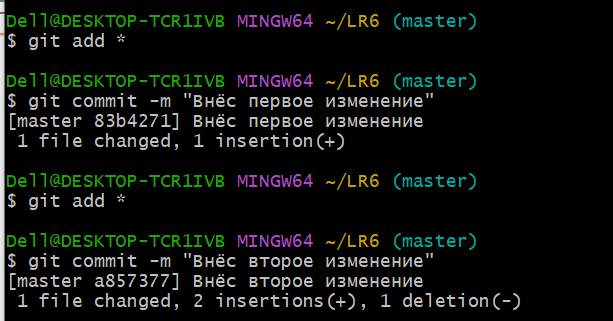 Dell@DESKTOP-TCR1IVB MINGW64 ~/LR6 (master)
$ git add *
Dell@DESKTOP-TCR1IVB MINGW64 ~/LR6 (master)
$ git commit -m "Внёс первое изменение"
[master 83b4271] Внёс первое изменение
 1 file changed, 1 insertion(+)
Dell@DESKTOP-TCR1IVB MINGW64 ~/LR6 (master)
$ git add *
Dell@DESKTOP-TCR1IVB MINGW64 ~/LR6 (master)
$ git commit -m "Внёс второе изменение"
[master a857377] Внёс второе изменение
 1 file changed, 2 insertions(+), 1 deletion(-)